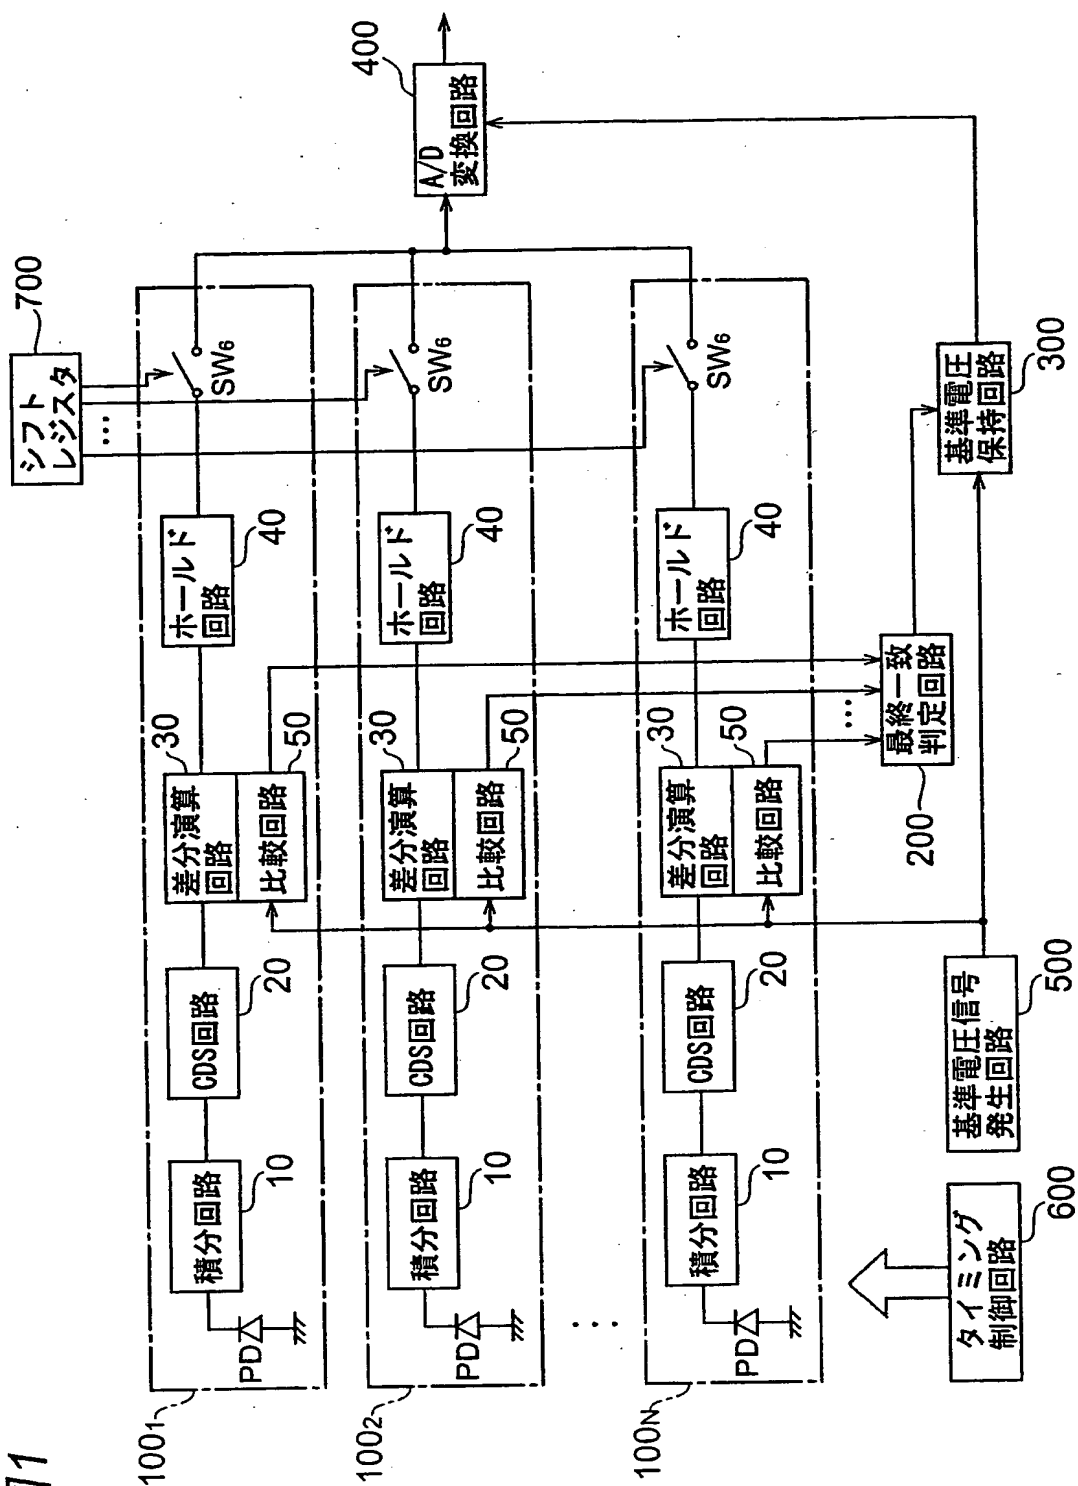 図1
シフト
レジスタ
700
A/D
変換回路
400
100₁
PD
積分回路
10
CDS回路
20
差分演算
回路
30
比較回路
50
ホールド
回路
40
SW₆
100₂
PD
積分回路
10
CDS回路
20
差分演算
回路
30
比較回路
50
ホールド
回路
40
SW₆
100N
PD
積分回路
10
CDS回路
20
差分演算
回路
30
比較回路
50
ホールド
回路
40
SW₆
最終一致
判定回路
200
基準電圧
保持回路
300
基準電圧信号
発生回路
500
タイミング
制御回路
600